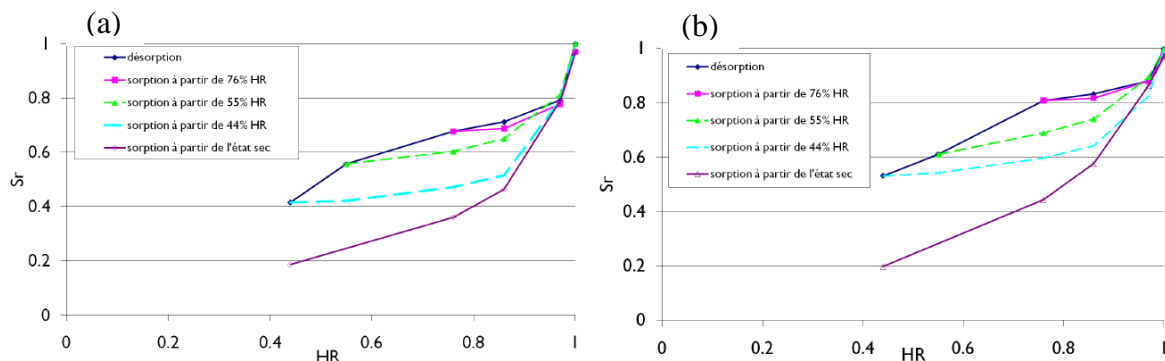 (a)
désorption
sorption à partir de 76% HR
sorption à partir de 55% HR
sorption à partir de 44% HR
sorption à partir de l'état sec
1
0.8
0.6
0.4
0.2
0
Sr
0
0.2
0.4
0.6
0.8
1
HR
(b)
désorption
sorption à partir de 76% HR
sorption à partir de 55% HR
sorption à partir de 44% HR
sorption à partir de l'état sec
1
0.8
0.6
0.4
0.2
0
Sr
0
0.2
0.4
0.6
0.8
1
HR